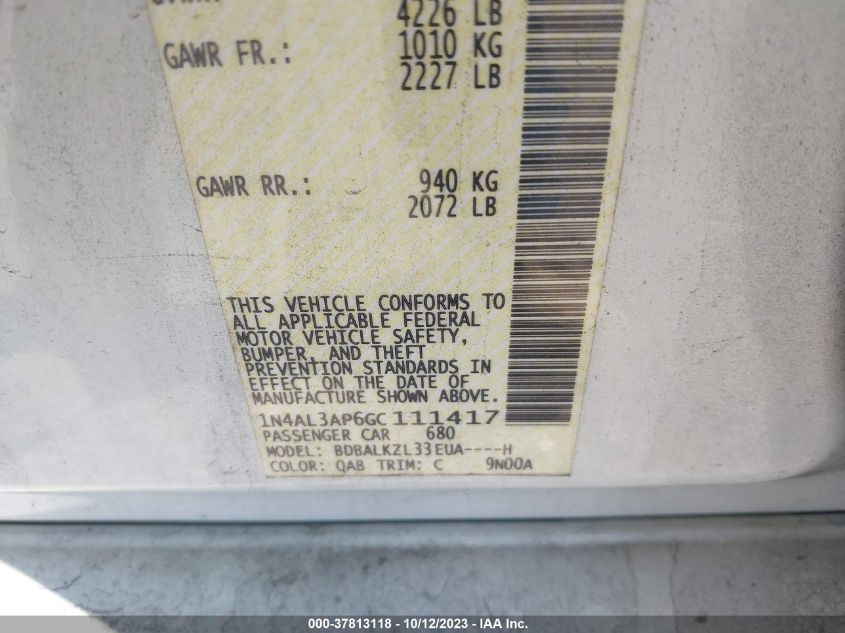 4226 LB
GAWR FR.: 1010 KG
2227 LB
GAWR RR.: 940 KG
2072 LB
THIS VEHICLE CONFORMS TO
ALL APPLICABLE FEDERAL
MOTOR VEHICLE SAFETY,
BUMPER, AND THEFT
PREVENTION STANDARDS IN
EFFECT ON THE DATE OF
MANUFACTURE SHOWN ABOVE.
1N4AL3AP6GC111417
PASSENGER CAR 680
MODEL: BDBALKZL33EUA----H
COLOR: QAB TRIM: C 9N00A
000-37813118 - 10/12/2023 - IAA Inc.